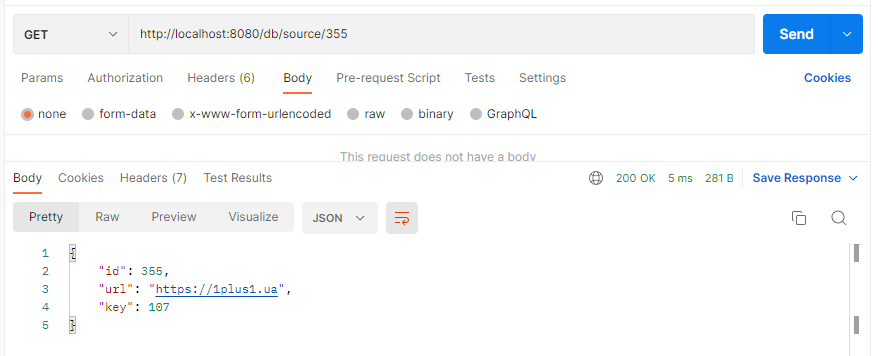 GET http://localhost:8080/db/source/355 Send
Params Authorization Headers (6) Body Pre-request Script Tests Settings Cookies
none form-data x-www-form-urlencoded raw binary GraphQL
This request does not have a body
Body Cookies Headers (7) Test Results 200 OK 5 ms 281 B Save Response
Pretty Raw Preview Visualize JSON
1 {
2 "id": 355,
3 "url": "https://1plus1.ua",
4 "key": 107
5 }